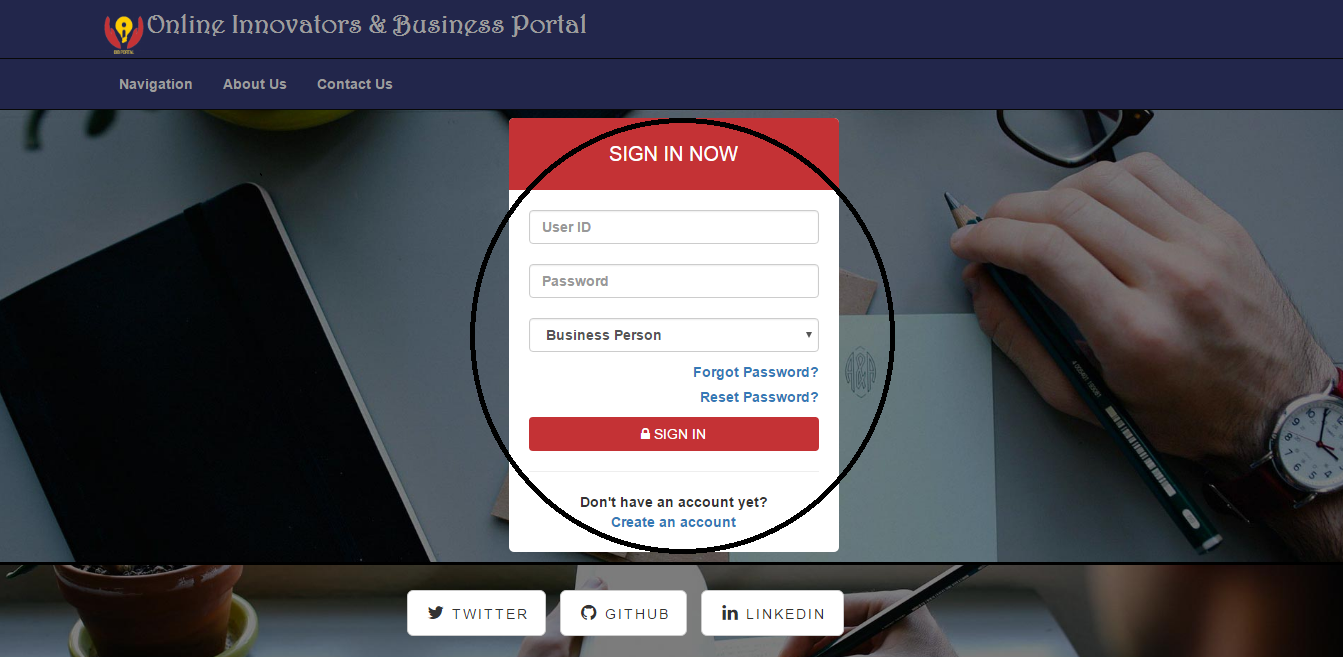 Online Innovators & Business Portal
Navigation About Us Contact Us
SIGN IN NOW
User ID
Password
Business Person
Forgot Password?
Reset Password?
SIGN IN
Don't have an account yet?
Create an account
TWITTER GITHUB LINKEDIN